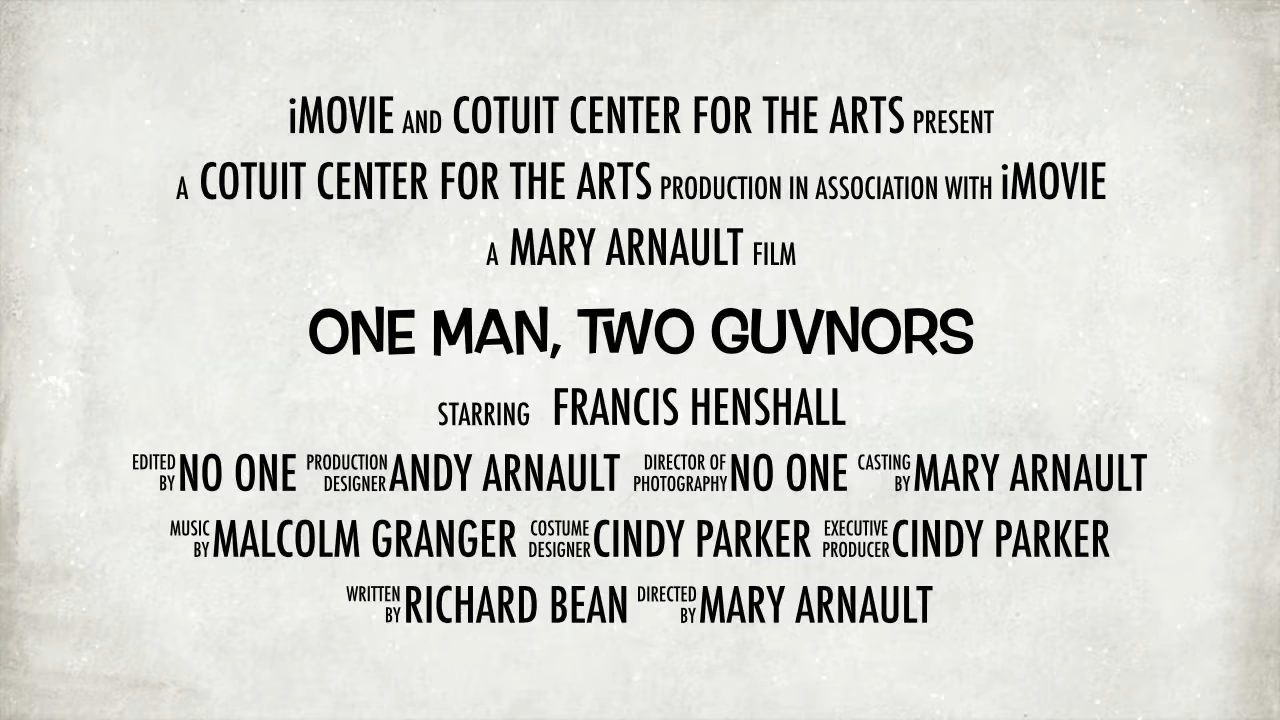 iMOVIE AND COTUIT CENTER FOR THE ARTS PRESENT
A COTUIT CENTER FOR THE ARTS PRODUCTION IN ASSOCIATION WITH iMOVIE
A MARY ARNAULT FILM
ONE MAN, TWO GUVNORS
STARRING FRANCIS HENSHALL
EDITED BY NO ONE PRODUCTION DESIGNER ANDY ARNAULT DIRECTOR OF PHOTOGRAPHY NO ONE CASTING BY MARY ARNAULT
MUSIC BY MALCOLM GRANGER COSTUME DESIGNER CINDY PARKER EXECUTIVE PRODUCER CINDY PARKER
WRITTEN BY RICHARD BEAN DIRECTED BY MARY ARNAULT